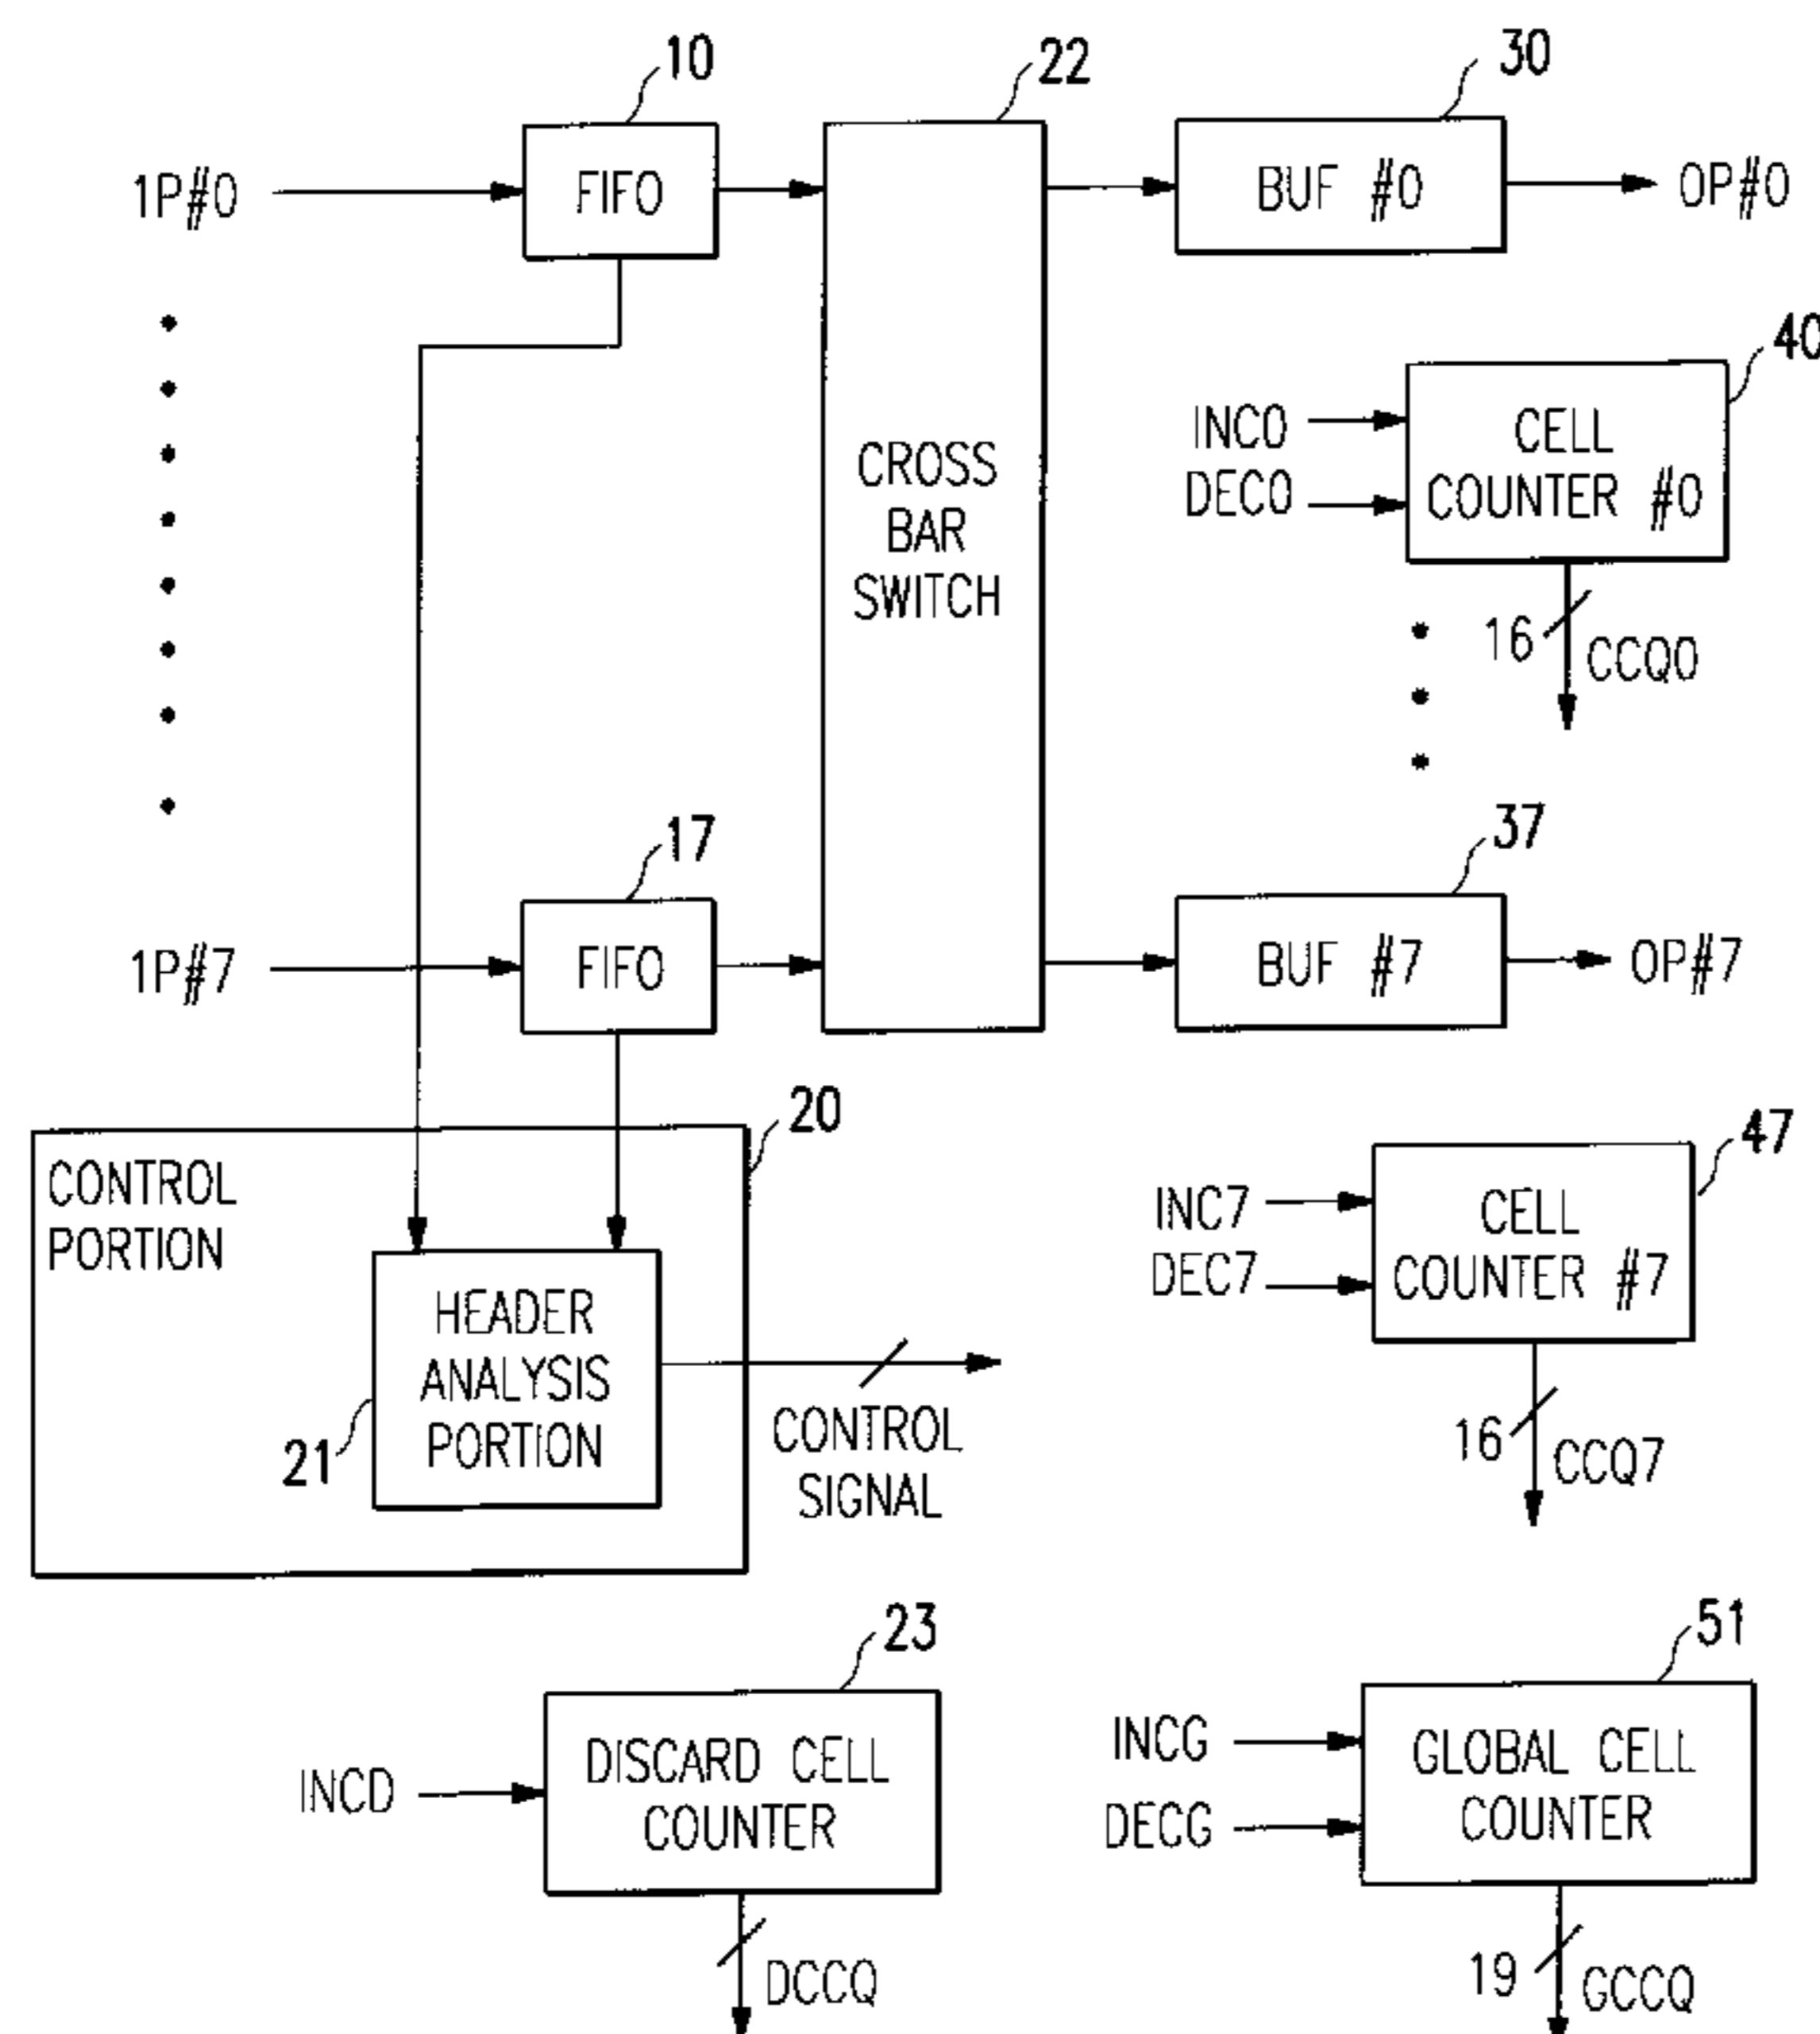 10
22
30
1P#0
FIFO
BUF #0
OP#0
40
INC0
DEC0
CELL
COUNTER #0
CROSS
BAR
SWITCH
16
CCQ0
17
37
1P#7
FIFO
BUF #7
OP#7
20
CONTROL
PORTION
47
INC7
DEC7
CELL
COUNTER #7
HEADER
ANALYSIS
PORTION
21
CONTROL
SIGNAL
16
CCQ7
23
51
INCD
DISCARD CELL
COUNTER
INCG
DECG
GLOBAL CELL
COUNTER
DCCQ
19
GCCQ